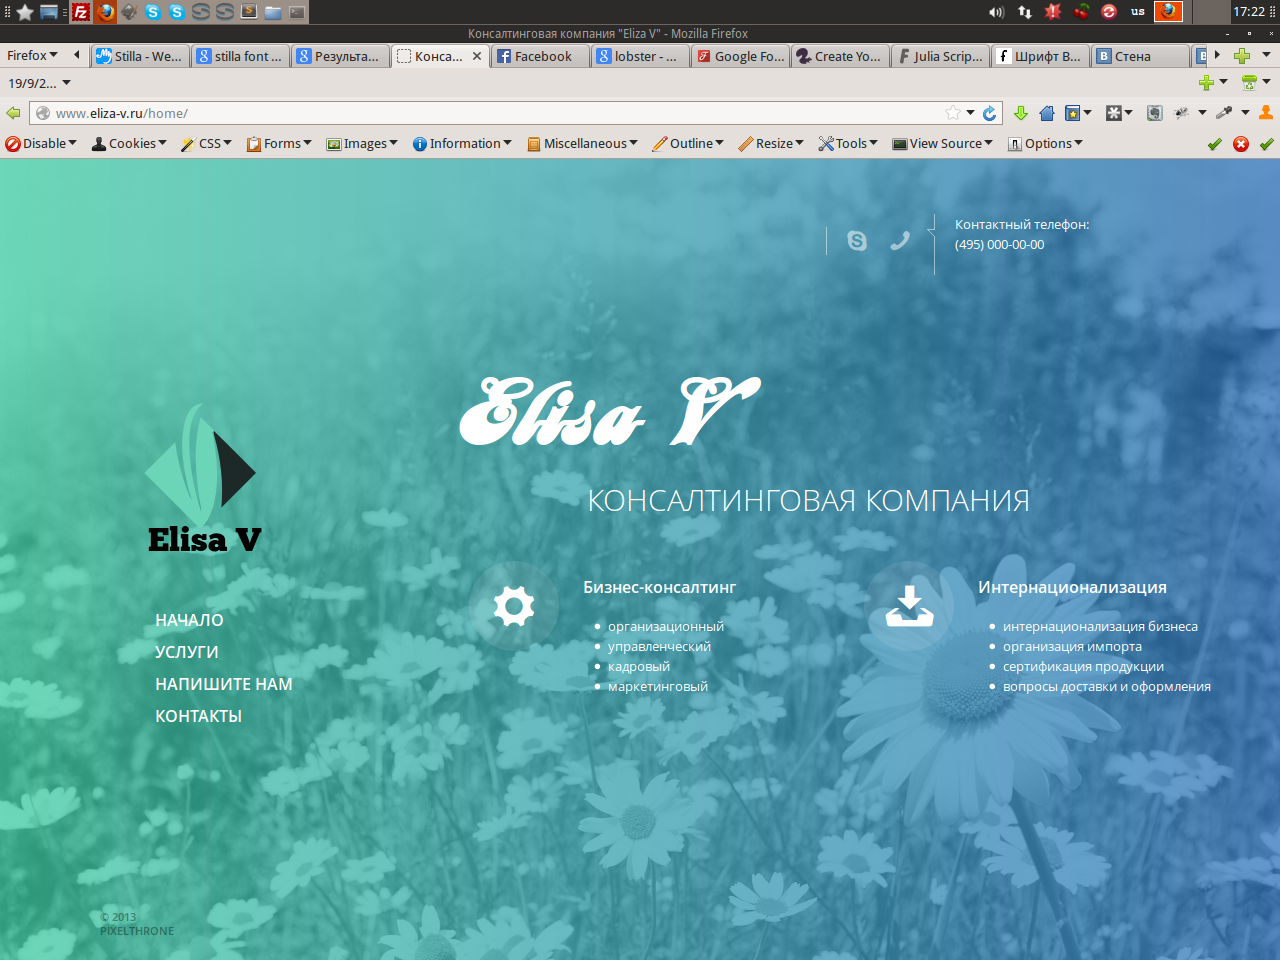 us
17:22
Консалтинговая компания "Eliza V" - Mozilla Firefox
Firefox
Stilla - We...
stilla font ...
Результа...
Конса...
Facebook
lobster - ...
Google Fo...
Create Yo...
Julia Scrip...
Шрифт В...
Стена
19/9/2...
www.eliza-v.ru/home/
Disable Cookies CSS Forms Images Information Miscellaneous Outline Resize Tools View Source Options
Контактный телефон:
(495) 000-00-00
Elisa V
КОНСАЛТИНГОВАЯ КОМПАНИЯ
Elisa V
НАЧАЛО
УСЛУГИ
НАПИШИТЕ НАМ
КОНТАКТЫ
Бизнес-консалтинг
организационный
управленческий
кадровый
маркетинговый
Интернационализация
интернационализация бизнеса
организация импорта
сертификация продукции
вопросы доставки и оформления
© 2013
PIXELTHRONE